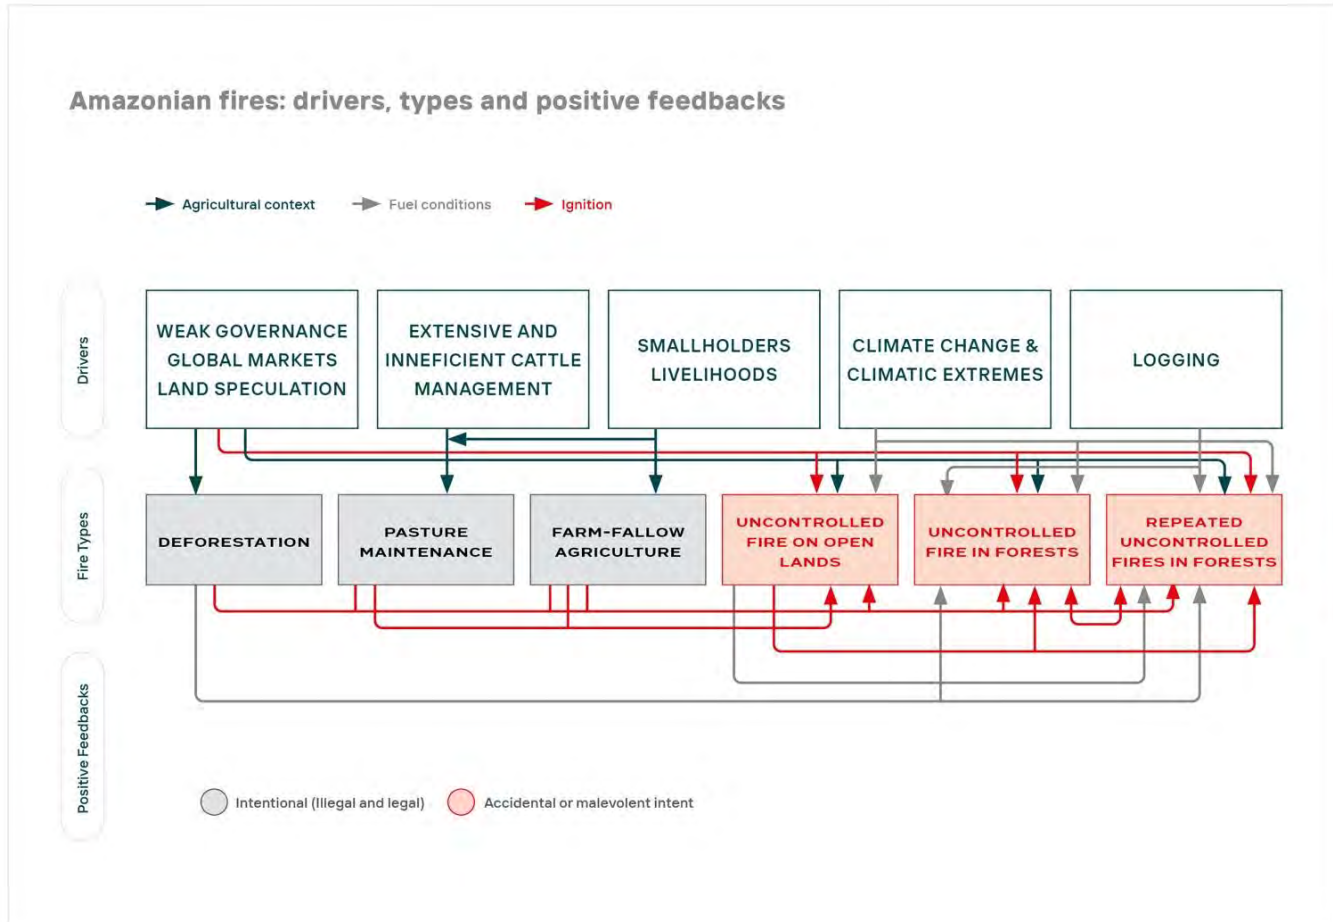 Amazonian fires: drivers, types and positive feedbacks
Agricultural context
Fuel conditions
Ignition
Drivers
WEAK GOVERNANCE
GLOBAL MARKETS
LAND SPECULATION
EXTENSIVE AND
INNEFICIENT CATTLE
MANAGEMENT
SMALLHOLDERS
LIVELIHOODS
CLIMATE CHANGE &
CLIMATIC EXTREMES
LOGGING
Fire Types
DEFORESTATION
PASTURE
MAINTENANCE
FARM-FALLOW
AGRICULTURE
UNCONTROLLED
FIRE ON OPEN
LANDS
UNCONTROLLED
FIRE IN FORESTS
REPEATED
UNCONTROLLED
FIRES IN FORESTS
Positive Feedbacks
Intentional (Illegal and legal)
Accidental or malevolent intent